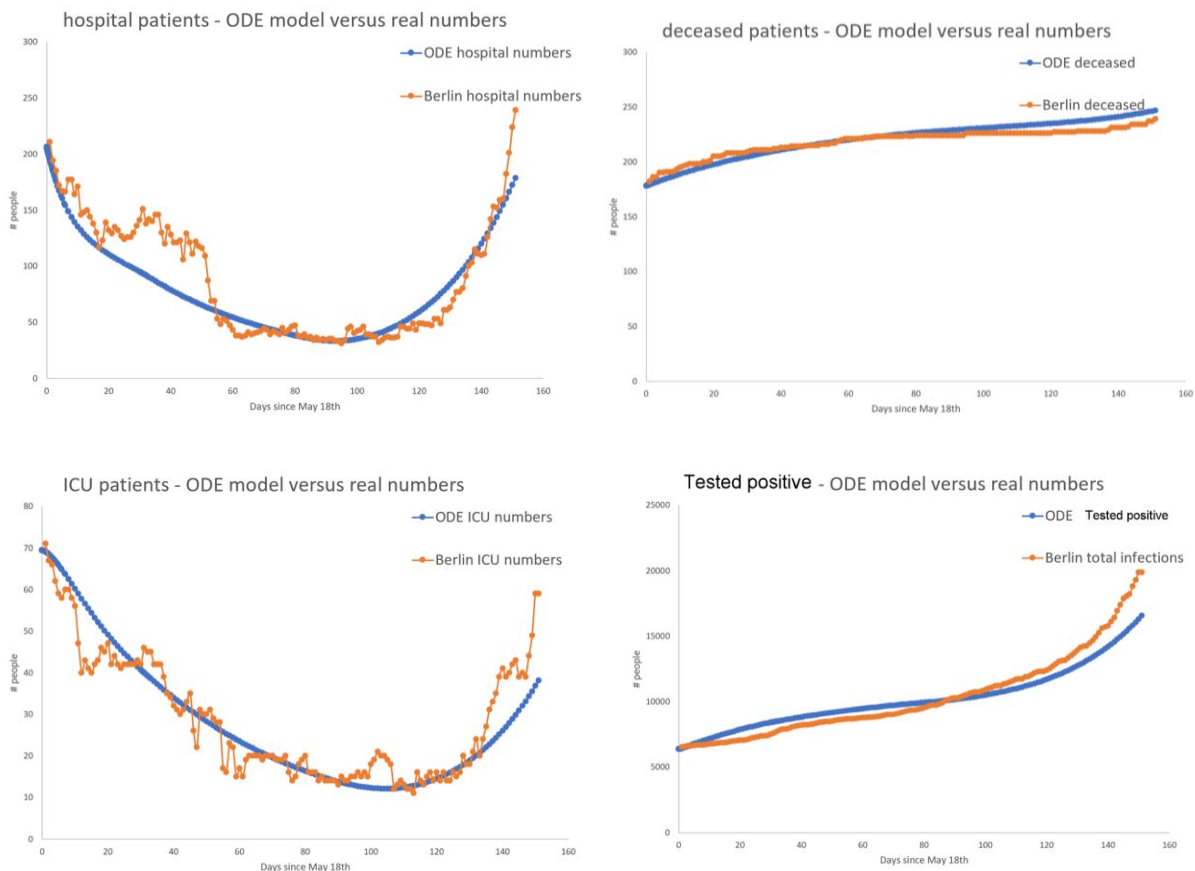 hospital patients - ODE model versus real numbers
300
ODE hospital numbers
250
Berlin hospital numbers
200
# people
150
100
50
0
0 20 40 60 80 100 120 140 160
Days since May 18th
deceased patients - ODE model versus real numbers
300
ODE deceased
250
Berlin deceased
200
# people
150
100
50
0
0 20 40 60 80 100 120 140 160
Days since May 18th
ICU patients - ODE model versus real numbers
80
ODE ICU numbers
70
Berlin ICU numbers
60
50
# people
40
30
20
10
0
0 20 40 60 80 100 120 140 160
Days since May 18th
Tested positive - ODE model versus real numbers
25000
ODE Tested positive
Berlin total infections
20000
15000
# people
10000
5000
0
0 20 40 60 80 100 120 140 160
Days since May 18th